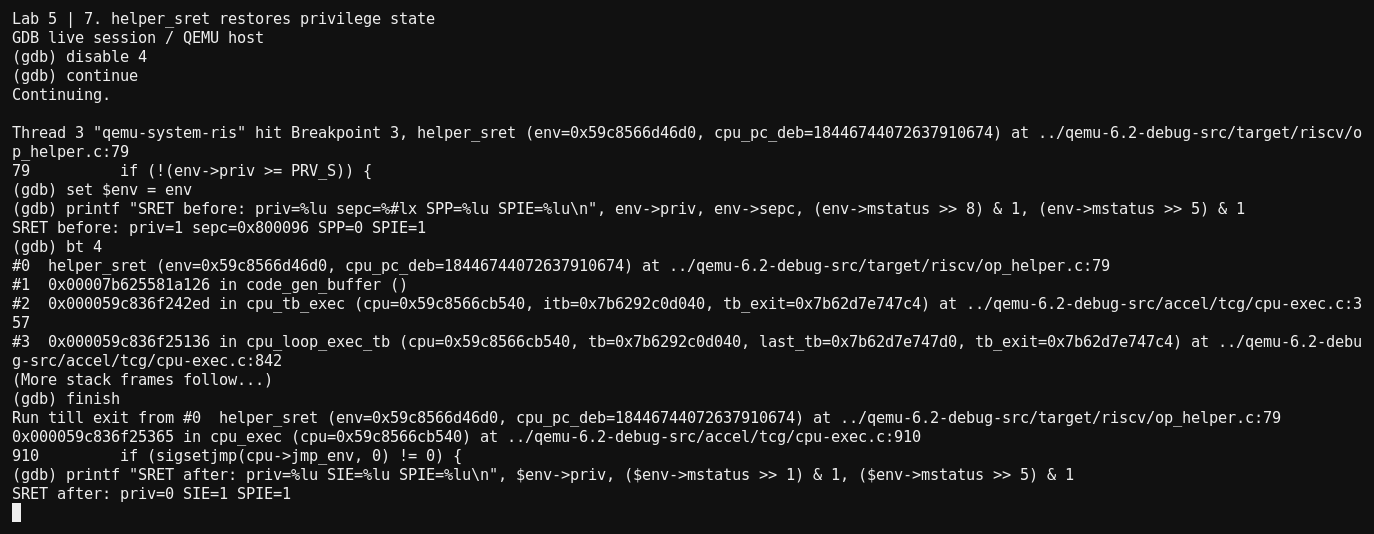 Lab 5 | 7. helper_sret restores privilege state
GDB live session / QEMU host
(gdb) disable 4
(gdb) continue
Continuing.

Thread 3 "qemu-system-ris" hit Breakpoint 3, helper_sret (env=0x59c8566d46d0, cpu_pc_deb=18446744072637910674) at ../qemu-6.2-debug-src/target/riscv/o
p_helper.c:79
79          if (!(env->priv >= PRV_S)) {
(gdb) set $env = env
(gdb) printf "SRET before: priv=%lu sepc=%#lx SPP=%lu SPIE=%lu\n", env->priv, env->sepc, (env->mstatus >> 8) & 1, (env->mstatus >> 5) & 1
SRET before: priv=1 sepc=0x800096 SPP=0 SPIE=1
(gdb) bt 4
#0  helper_sret (env=0x59c8566d46d0, cpu_pc_deb=18446744072637910674) at ../qemu-6.2-debug-src/target/riscv/op_helper.c:79
#1  0x00007b625581a126 in code_gen_buffer ()
#2  0x000059c836f242ed in cpu_tb_exec (cpu=0x59c8566cb540, itb=0x7b6292c0d040, tb_exit=0x7b62d7e747c4) at ../qemu-6.2-debug-src/accel/tcg/cpu-exec.c:3
57
#3  0x000059c836f25136 in cpu_loop_exec_tb (cpu=0x59c8566cb540, tb=0x7b6292c0d040, last_tb=0x7b62d7e747d0, tb_exit=0x7b62d7e747c4) at ../qemu-6.2-debu
g-src/accel/tcg/cpu-exec.c:842
(More stack frames follow...)
(gdb) finish
Run till exit from #0  helper_sret (env=0x59c8566d46d0, cpu_pc_deb=18446744072637910674) at ../qemu-6.2-debug-src/target/riscv/op_helper.c:79
0x000059c836f25365 in cpu_exec (cpu=0x59c8566cb540) at ../qemu-6.2-debug-src/accel/tcg/cpu-exec.c:910
910         if (sigsetjmp(cpu->jmp_env, 0) != 0) {
(gdb) printf "SRET after: priv=%lu SIE=%lu SPIE=%lu\n", $env->priv, ($env->mstatus >> 1) & 1, ($env->mstatus >> 5) & 1
SRET after: priv=0 SIE=1 SPIE=1